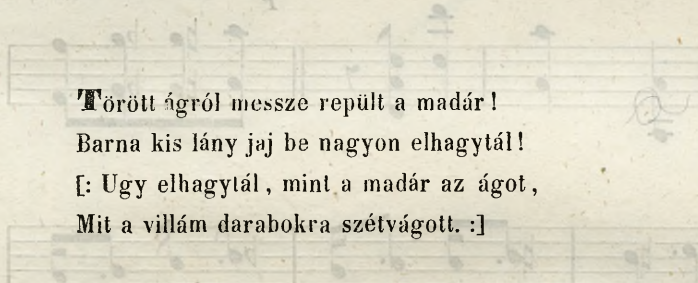 Törött ágról messze repült a madár!
Barna kis lány jaj be nagyon elhagytál!
[: Ugy elhagytál, mint a madár az ágot,
Mit a villám darabokra szétvágott. :]